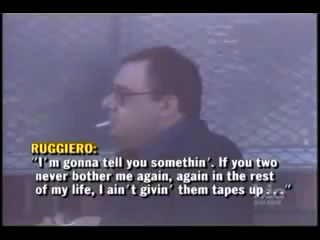 RUGGIERO:
"I'm gonna tell you somethin'. If you two
never bother me again, again in the rest
of my life, I ain't givin' them tapes up . . ."